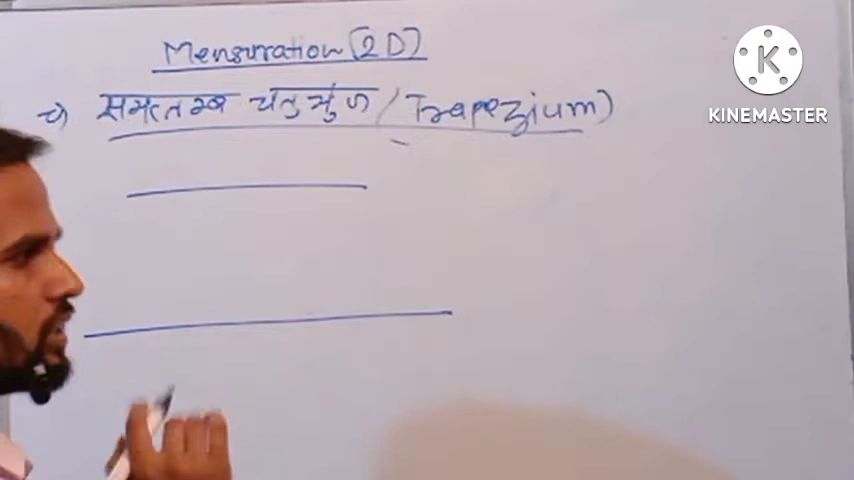 Mensuration [2D]
→ समलम्ब चतुर्भुज (Trapezium)
K
KINEMASTER